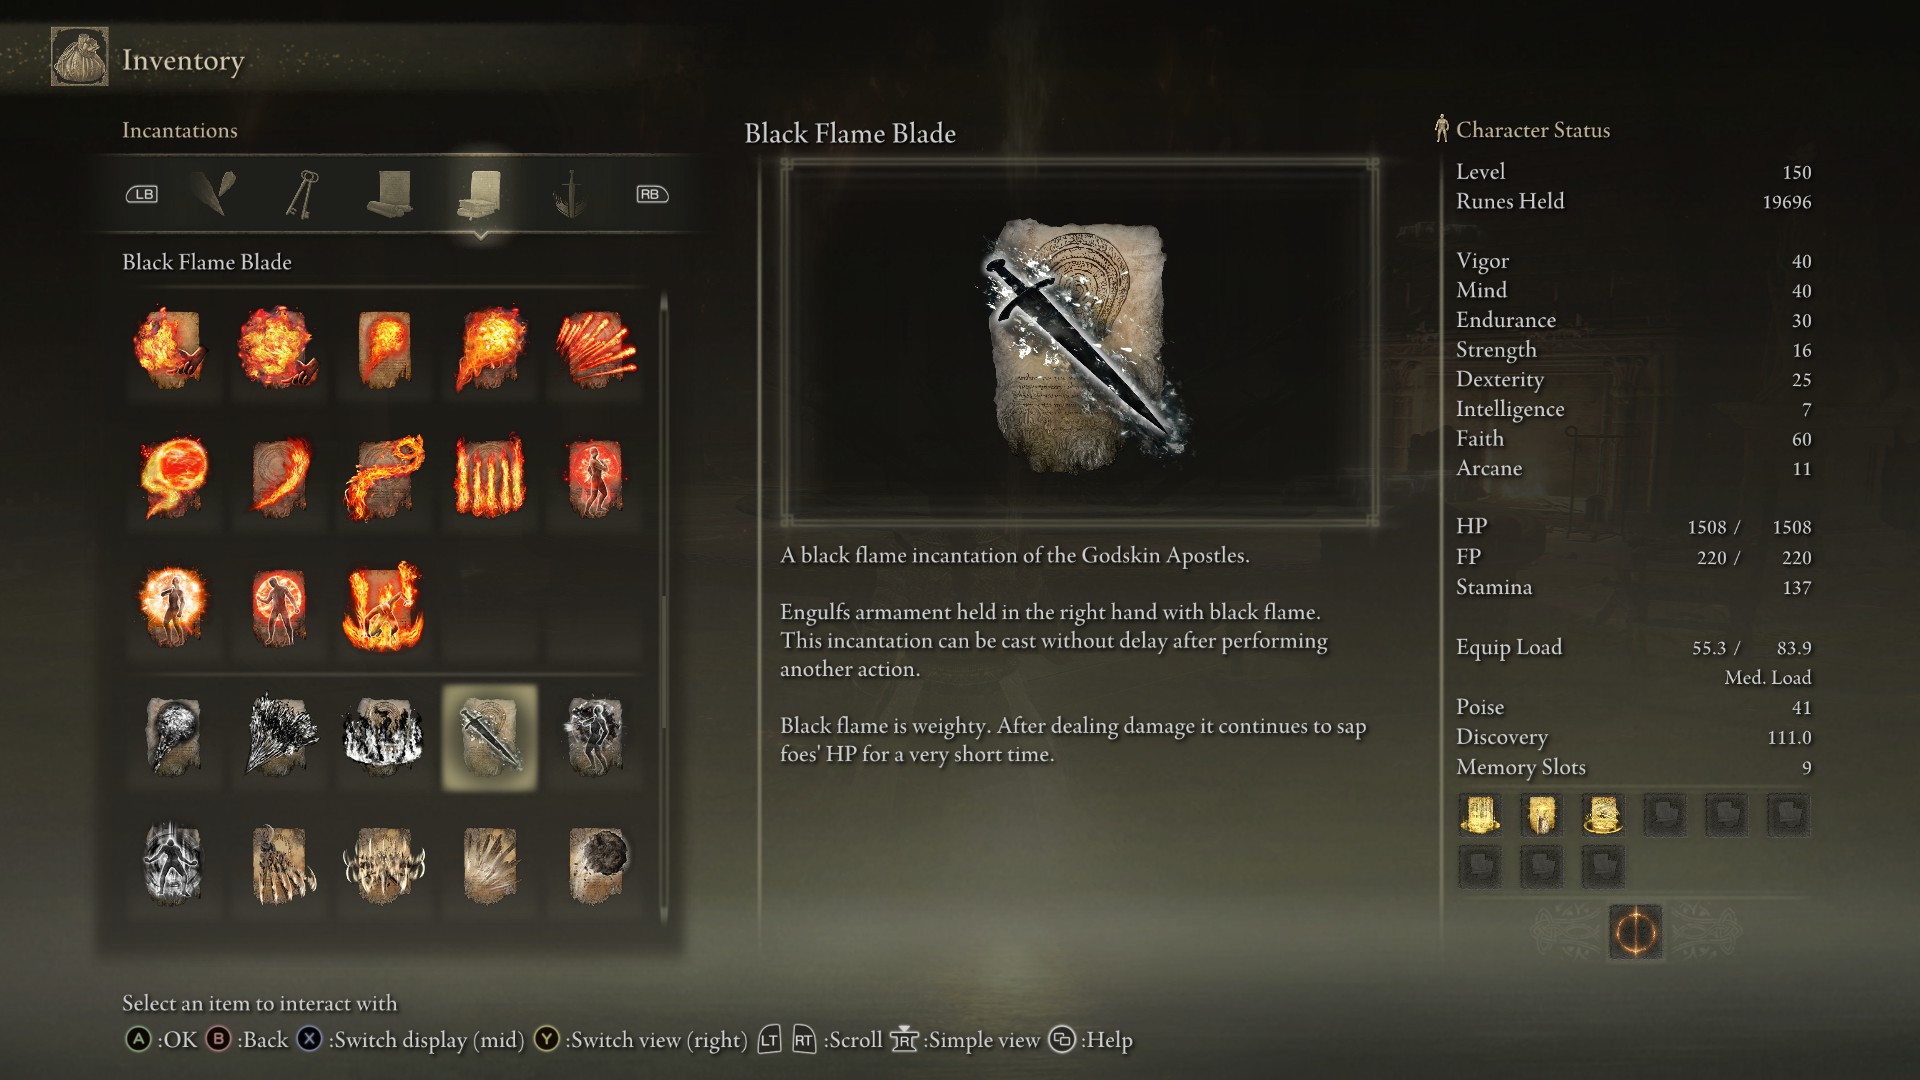 Inventory
Incantations
LB
RB
Black Flame Blade
Black Flame Blade
A black flame incantation of the Godskin Apostles.
Engulfs armament held in the right hand with black flame.
This incantation can be cast without delay after performing
another action.
Black flame is weighty. After dealing damage it continues to sap
foes' HP for a very short time.
Character Status
Level 150
Runes Held 19696
Vigor 40
Mind 40
Endurance 30
Strength 16
Dexterity 25
Intelligence 7
Faith 60
Arcane 11
HP 1508 / 1508
FP 220 / 220
Stamina 137
Equip Load 55.3 / 83.9
Med. Load
Poise 41
Discovery 111.0
Memory Slots 9
Select an item to interact with
A :OK B :Back X :Switch display (mid) Y :Switch view (right) LT RT :Scroll R :Simple view :Help